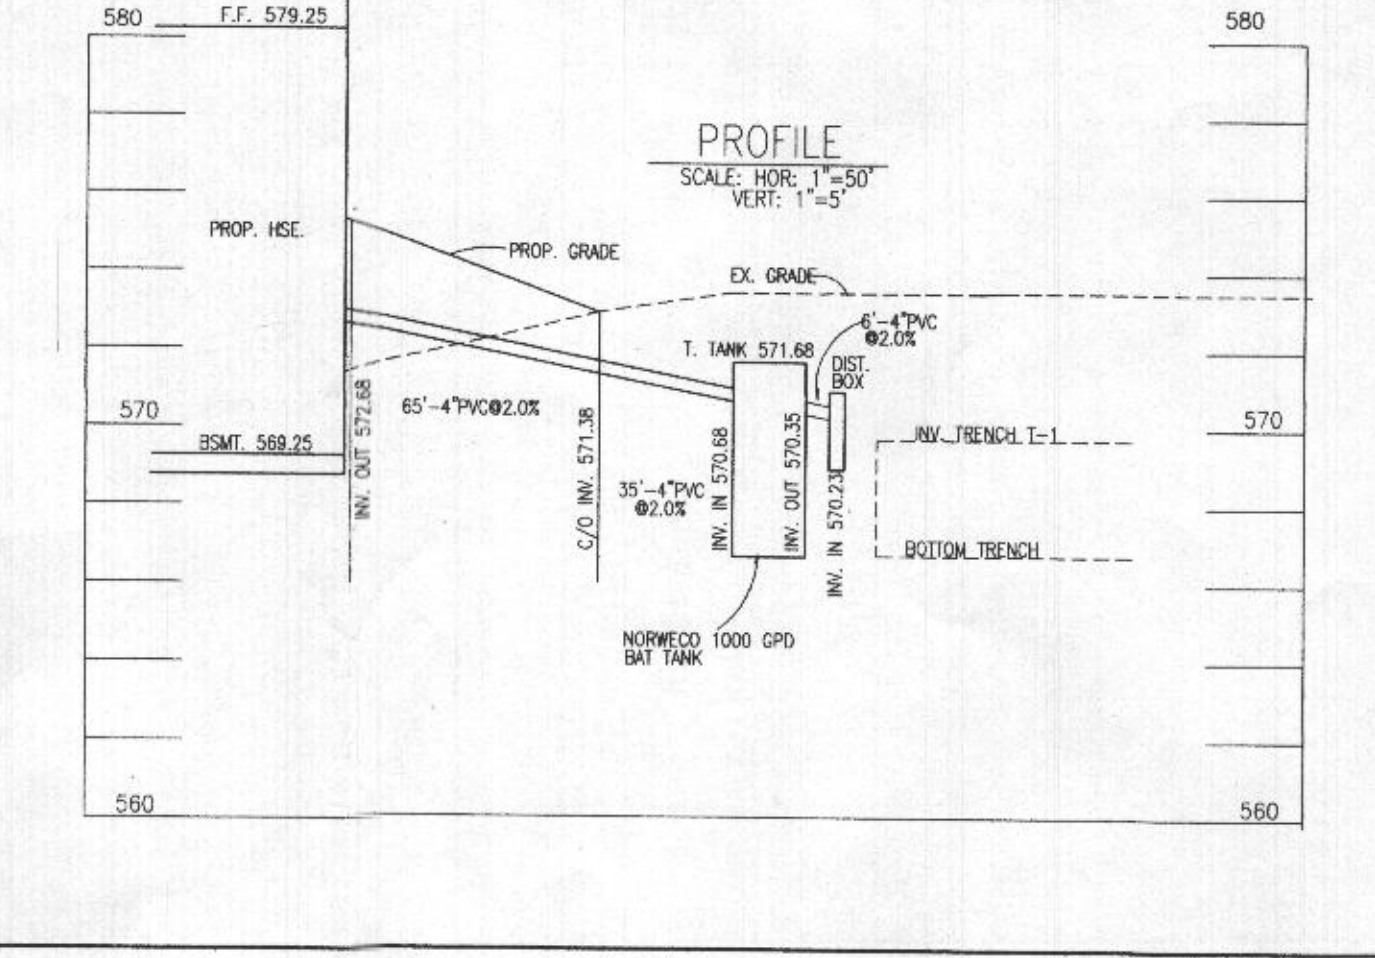 580
F.F. 579.25
580
PROFILE
SCALE: HOR: 1"=50'
VERT: 1"=5'
PROP. HSE.
PROP. GRADE
EX. GRADE
6'-4"PVC
@2.0%
T. TANK 571.68
DIST.
BOX
570
65'-4"PVC@2.0%
570
BSMT. 569.25
INV. OUT 572.68
C/O INV. 571.38
35'-4"PVC
@2.0%
INV. IN 570.68
INV. OUT 570.35
INV. IN 570.23
INV. TRENCH T-1
BOTTOM TRENCH
NORWECO 1000 GPD
BAT TANK
560
560